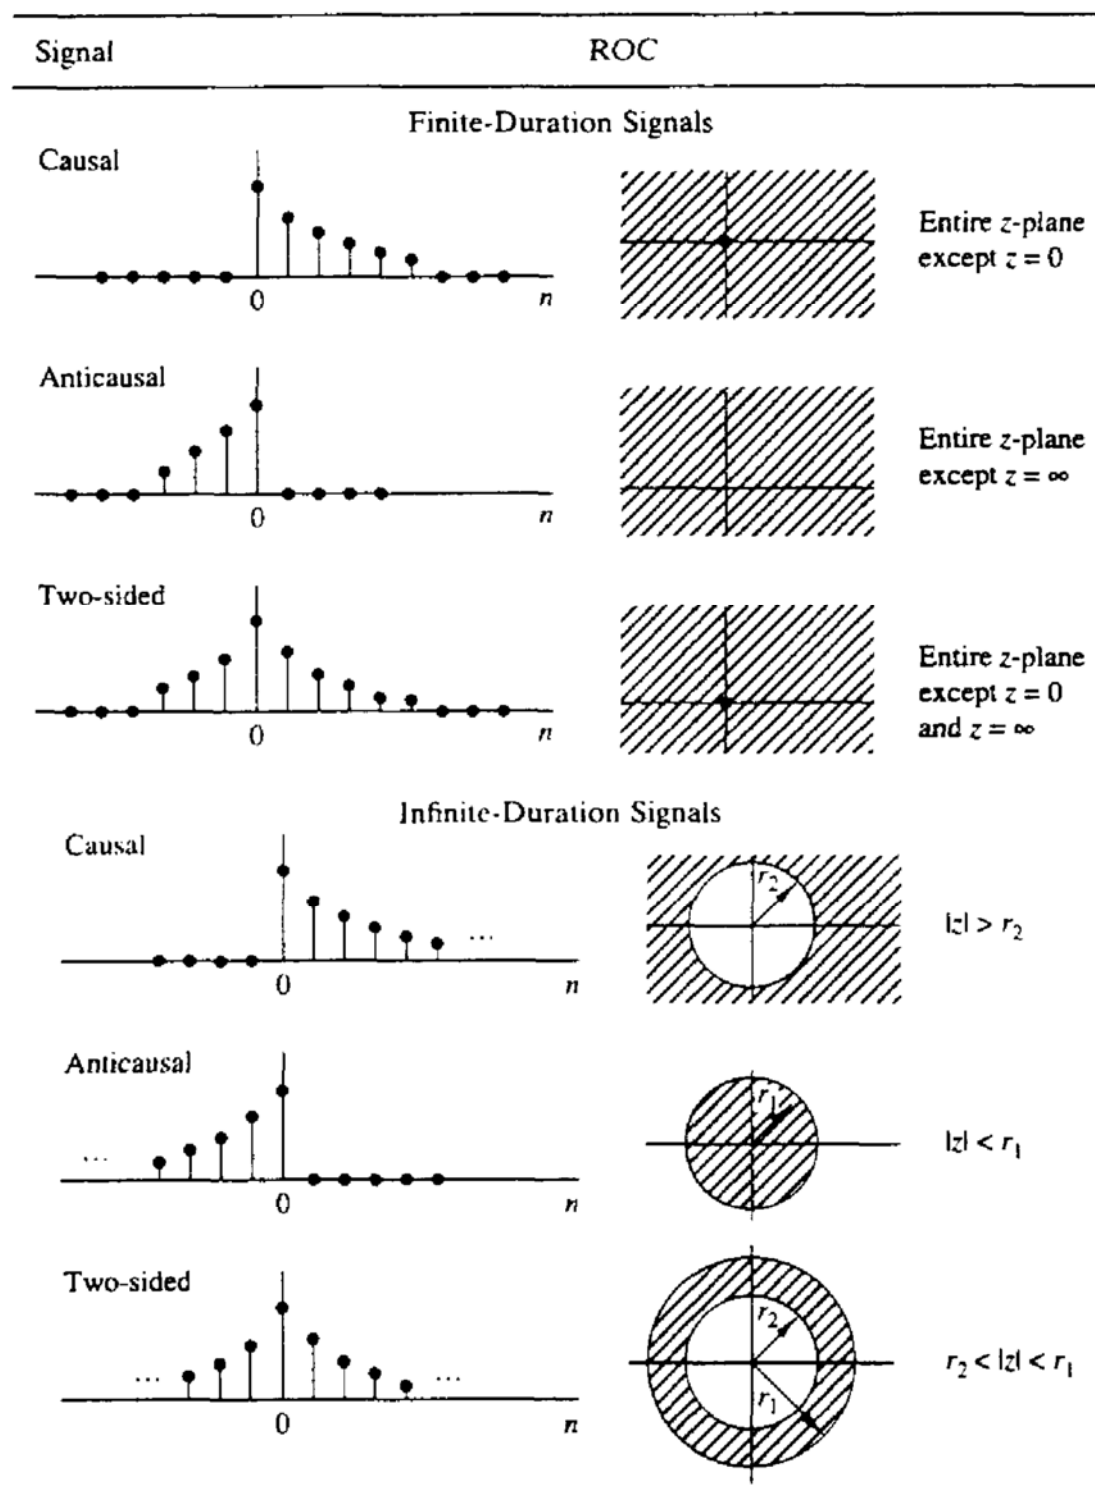 Signal ROC
Finite-Duration Signals
Causal
0 n
Entire z-plane
except z = 0
Anticausal
0 n
Entire z-plane
except z = ∞
Two-sided
0 n
Entire z-plane
except z = 0
and z = ∞
Infinite-Duration Signals
Causal
...
0 n
r₂
|z| > r₂
Anticausal
...
0 n
r₁
|z| < r₁
Two-sided
... ...
0 n
r₂
r₁
r₂ < |z| < r₁